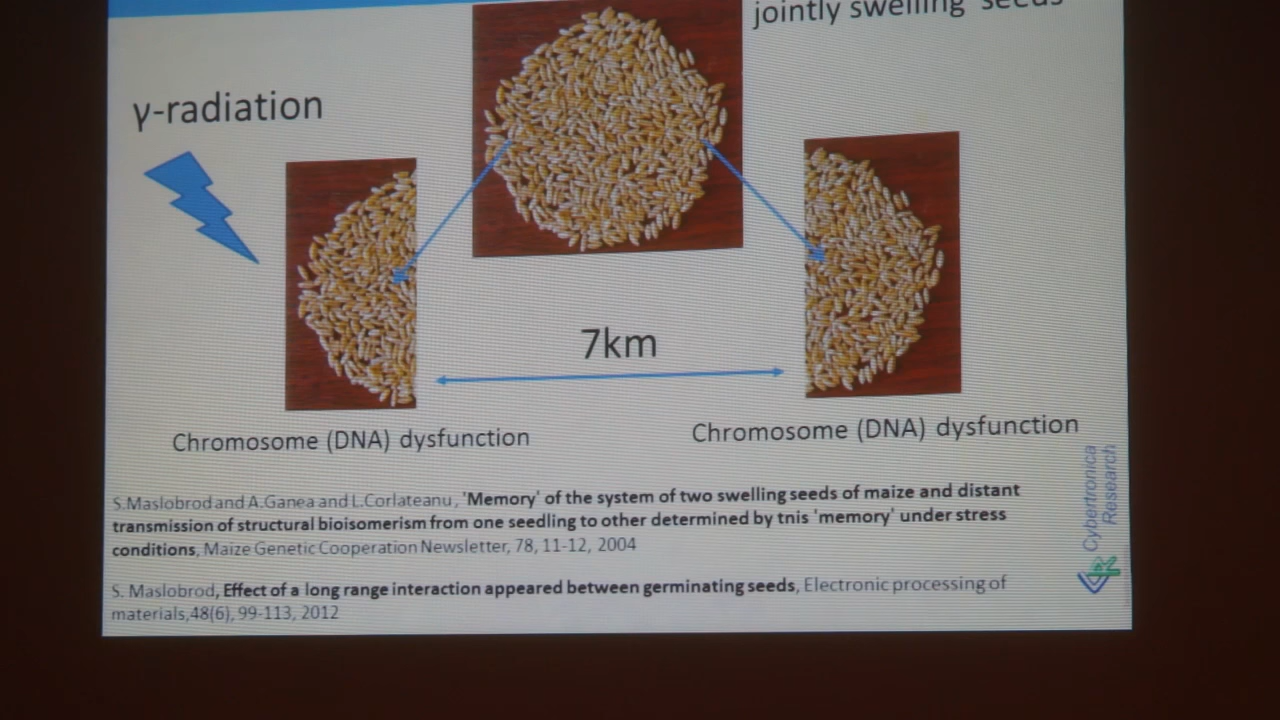 jointly swelling seeds
γ-radiation
7km
Chromosome (DNA) dysfunction
Chromosome (DNA) dysfunction
S.Maslobrod and A.Ganea and L.Corlateanu, 'Memory' of the system of two swelling seeds of maize and distant
transmission of structural bioisomerism from one seedling to other determined by tnis 'memory' under stress
conditions, Maize Genetic Cooperation Newsletter, 78, 11-12, 2004
S. Maslobrod, Effect of a long range interaction appeared between germinating seeds, Electronic processing of
materials,48(6), 99-113, 2012
Cybertronica
Research